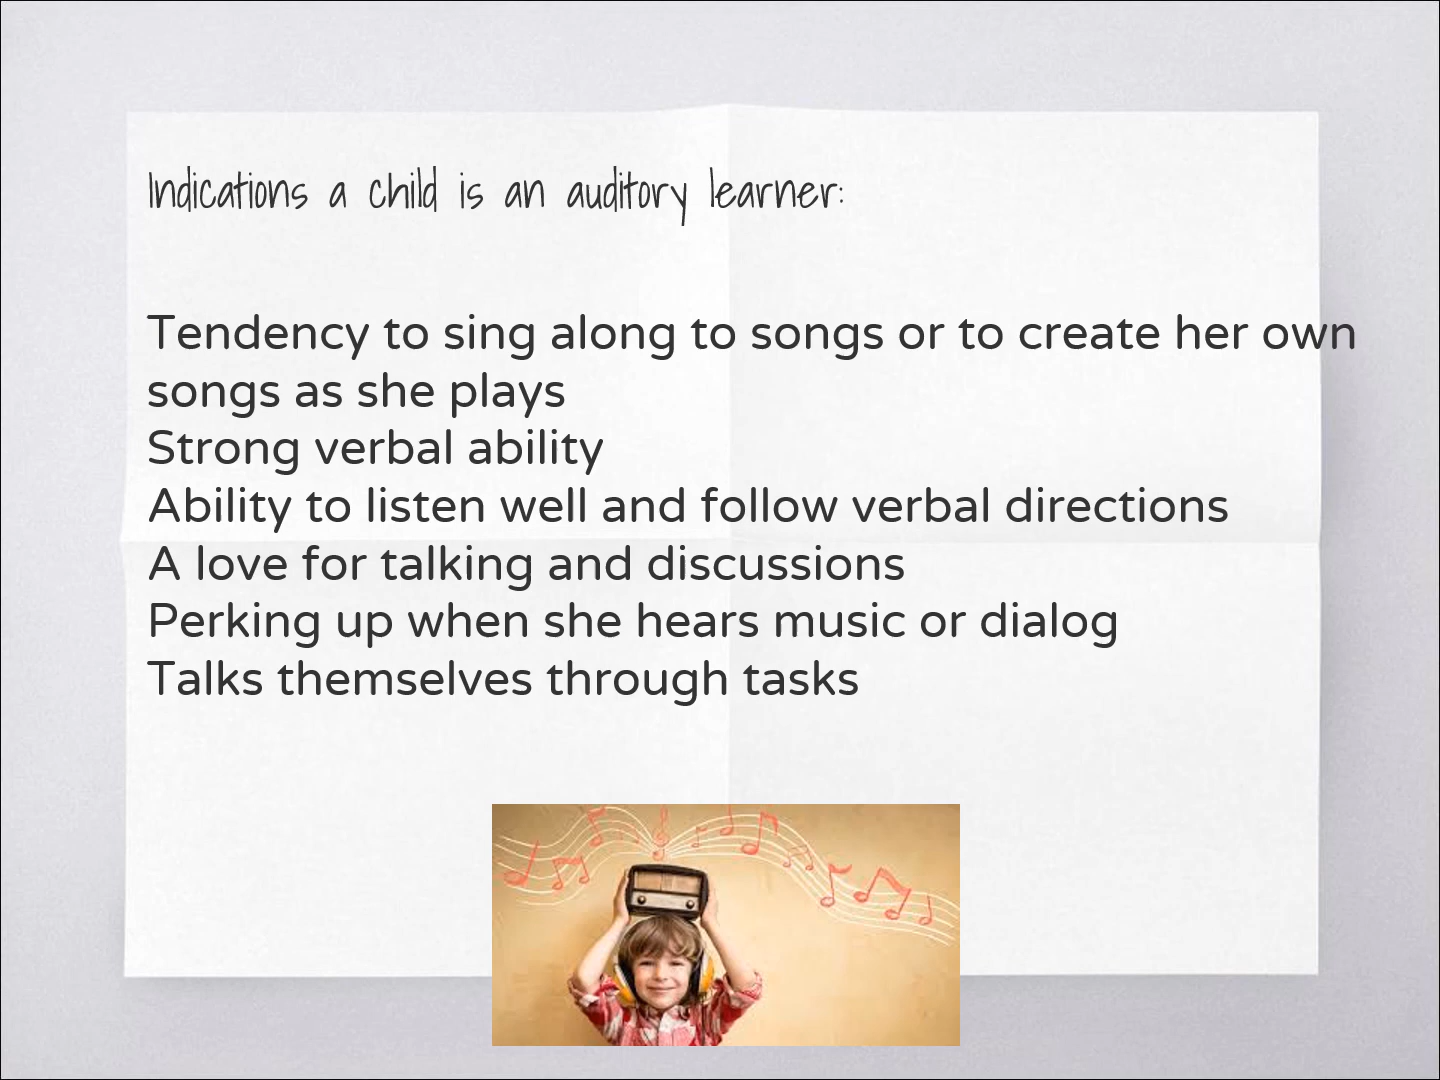 Indications a child is an auditory learner:
Tendency to sing along to songs or to create her own
songs as she plays
Strong verbal ability
Ability to listen well and follow verbal directions
A love for talking and discussions
Perking up when she hears music or dialog
Talks themselves through tasks